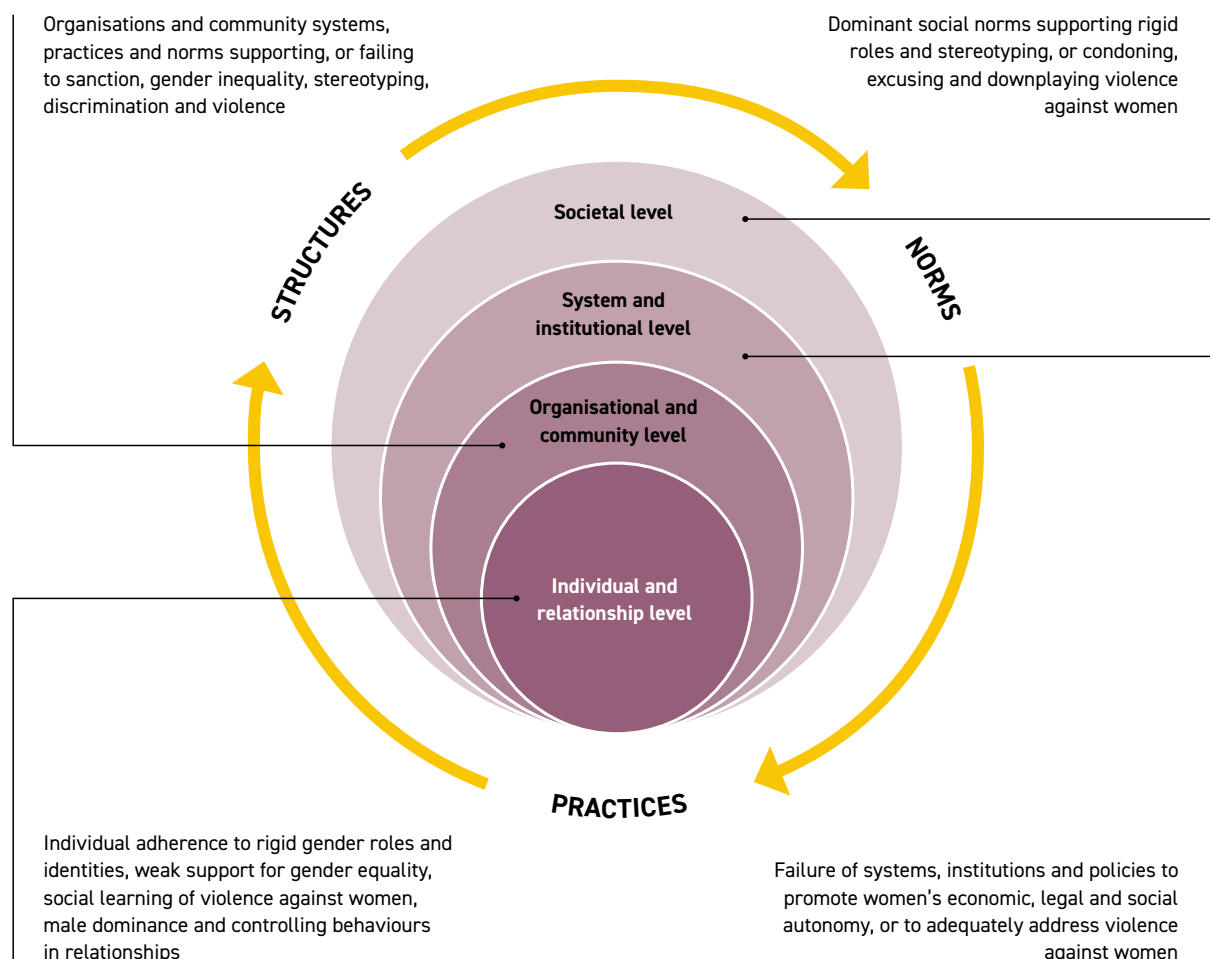 Organisations and community systems,
practices and norms supporting, or failing
to sanction, gender inequality, stereotyping,
discrimination and violence
Dominant social norms supporting rigid
roles and stereotyping, or condoning,
excusing and downplaying violence
against women
STRUCTURES
NORMS
PRACTICES
Societal level
System and
institutional level
Organisational and
community level
Individual and
relationship level
Individual adherence to rigid gender roles and
identities, weak support for gender equality,
social learning of violence against women,
male dominance and controlling behaviours
in relationships
Failure of systems, institutions and policies to
promote women’s economic, legal and social
autonomy, or to adequately address violence
against women